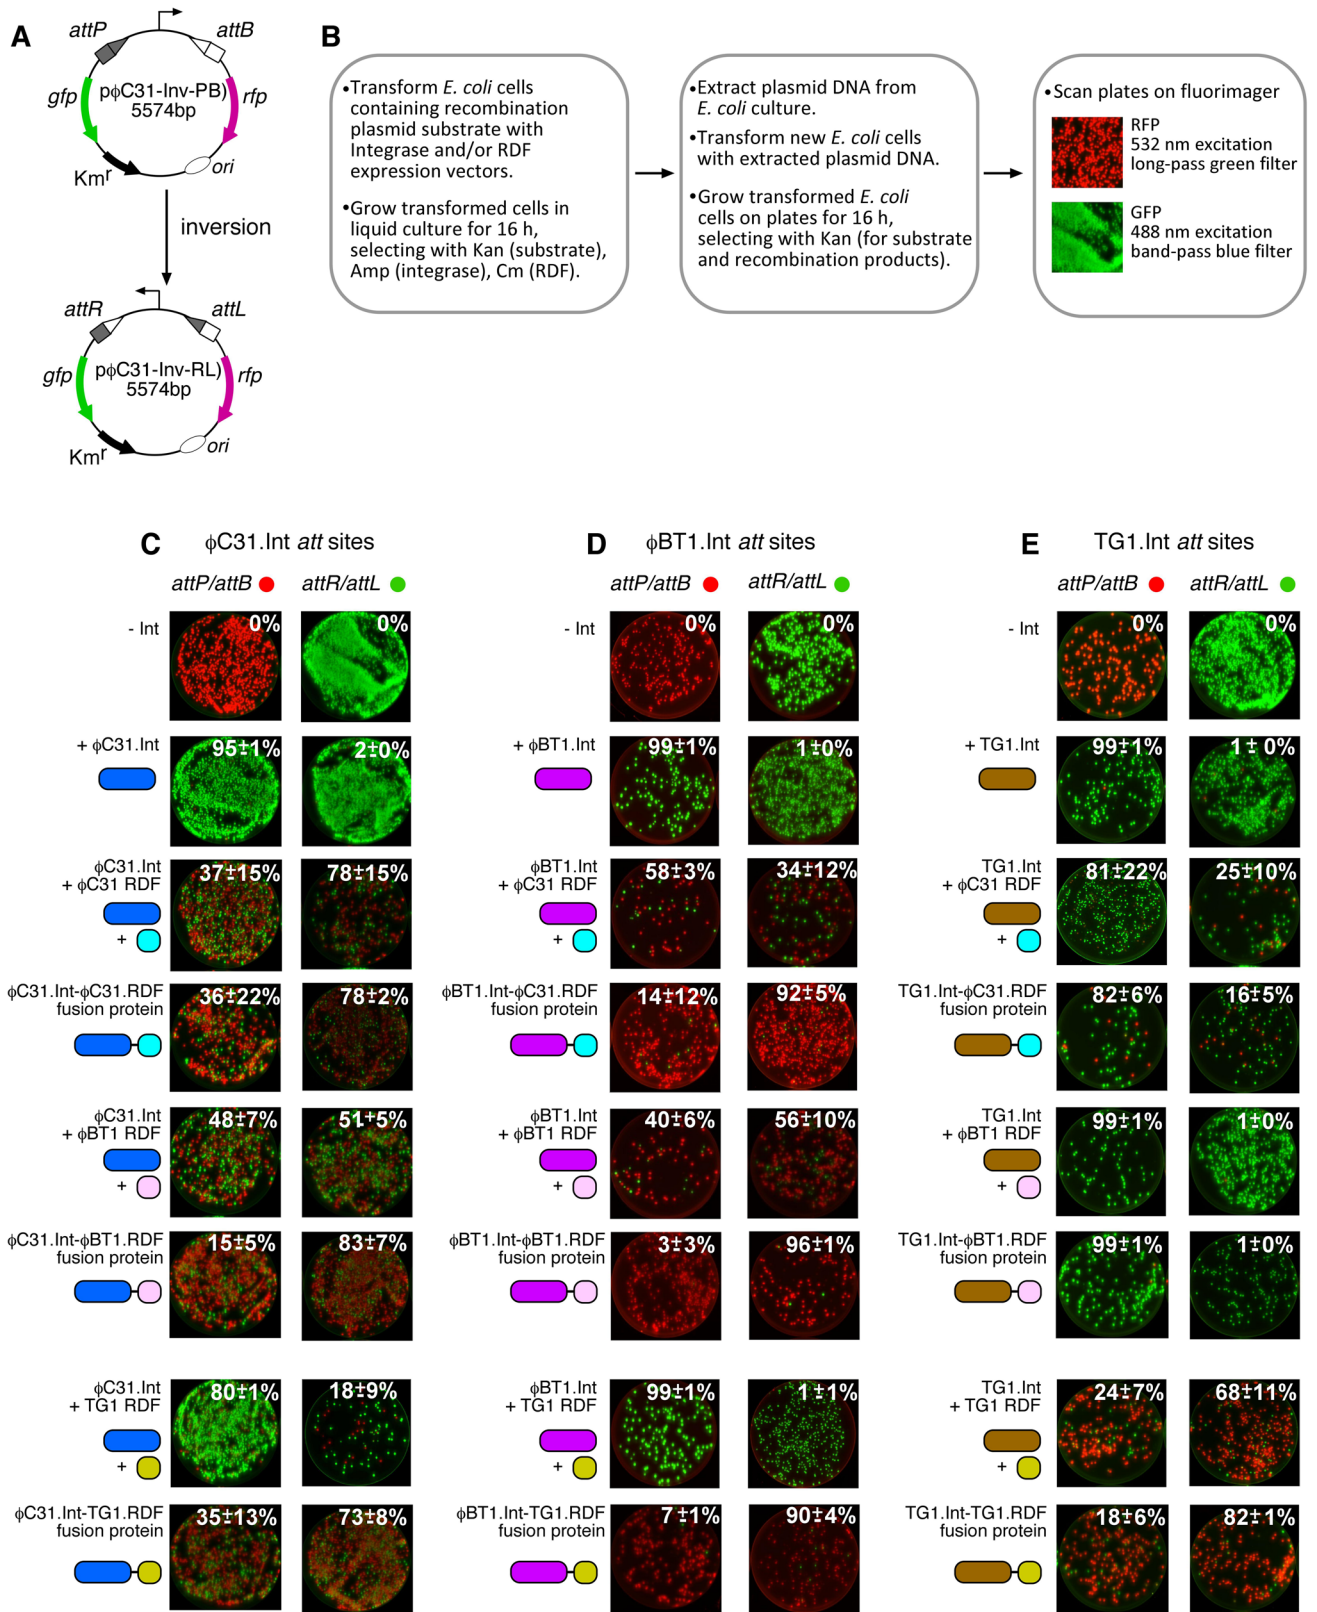 A
attP
attB
gfp
pϕC31-Inv-PB)
5574bp
rfp
Kmr
ori
inversion
attR
attL
gfp
pϕC31-Inv-RL)
5574bp
rfp
Kmr
ori
B
•Transform E. coli cells
containing recombination
plasmid substrate with
Integrase and/or RDF
expression vectors.
•Grow transformed cells in
liquid culture for 16 h,
selecting with Kan (substrate),
Amp (integrase), Cm (RDF).
•Extract plasmid DNA from
E. coli culture.
•Transform new E. coli cells
with extracted plasmid DNA.
•Grow transformed E. coli
cells on plates for 16 h,
selecting with Kan (for substrate
and recombination products).
•Scan plates on fluorimager
RFP
532 nm excitation
long-pass green filter
GFP
488 nm excitation
band-pass blue filter
C ϕC31.Int att sites
attP/attB attR/attL
- Int 0% 0%
+ ϕC31.Int 95±1% 2±0%
ϕC31.Int
+ ϕC31 RDF
37±15% 78±15%
+
ϕC31.Int-ϕC31.RDF
fusion protein
36±22% 78±2%
ϕC31.Int
+ ϕBT1 RDF
48±7% 51±5%
+
ϕC31.Int-ϕBT1.RDF
fusion protein
15±5% 83±7%
ϕC31.Int
+ TG1 RDF
80±1% 18±9%
+
ϕC31.Int-TG1.RDF
fusion protein
35±13% 73±8%
D ϕBT1.Int att sites
attP/attB attR/attL
- Int 0% 0%
+ ϕBT1.Int 99±1% 1±0%
ϕBT1.Int
+ ϕC31 RDF
58±3% 34±12%
+
ϕBT1.Int-ϕC31.RDF
fusion protein
14±12% 92±5%
ϕBT1.Int
+ ϕBT1 RDF
40±6% 56±10%
+
ϕBT1.Int-ϕBT1.RDF
fusion protein
3±3% 96±1%
ϕBT1.Int
+ TG1 RDF
99±1% 1±1%
+
ϕBT1.Int-TG1.RDF
fusion protein
7±1% 90±4%
E TG1.Int att sites
attP/attB attR/attL
- Int 0% 0%
+ TG1.Int 99±1% 1± 0%
TG1.Int
+ ϕC31 RDF
81±22% 25±10%
+
TG1.Int-ϕC31.RDF
fusion protein
82±6% 16±5%
TG1.Int
+ ϕBT1 RDF
99±1% 1±0%
+
TG1.Int-ϕBT1.RDF
fusion protein
99±1% 1±0%
TG1.Int
+ TG1 RDF
24±7% 68±11%
+
TG1.Int-TG1.RDF
fusion protein
18±6% 82±1%